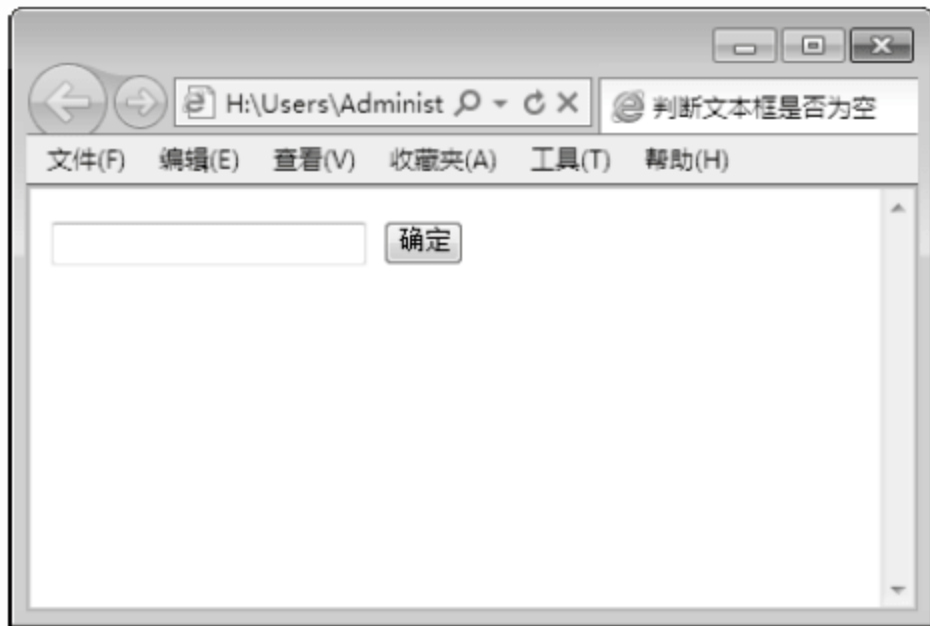 H:\Users\Administ
判断文本框是否为空
文件(F) 编辑(E) 查看(V) 收藏夹(A) 工具(T) 帮助(H)
确定